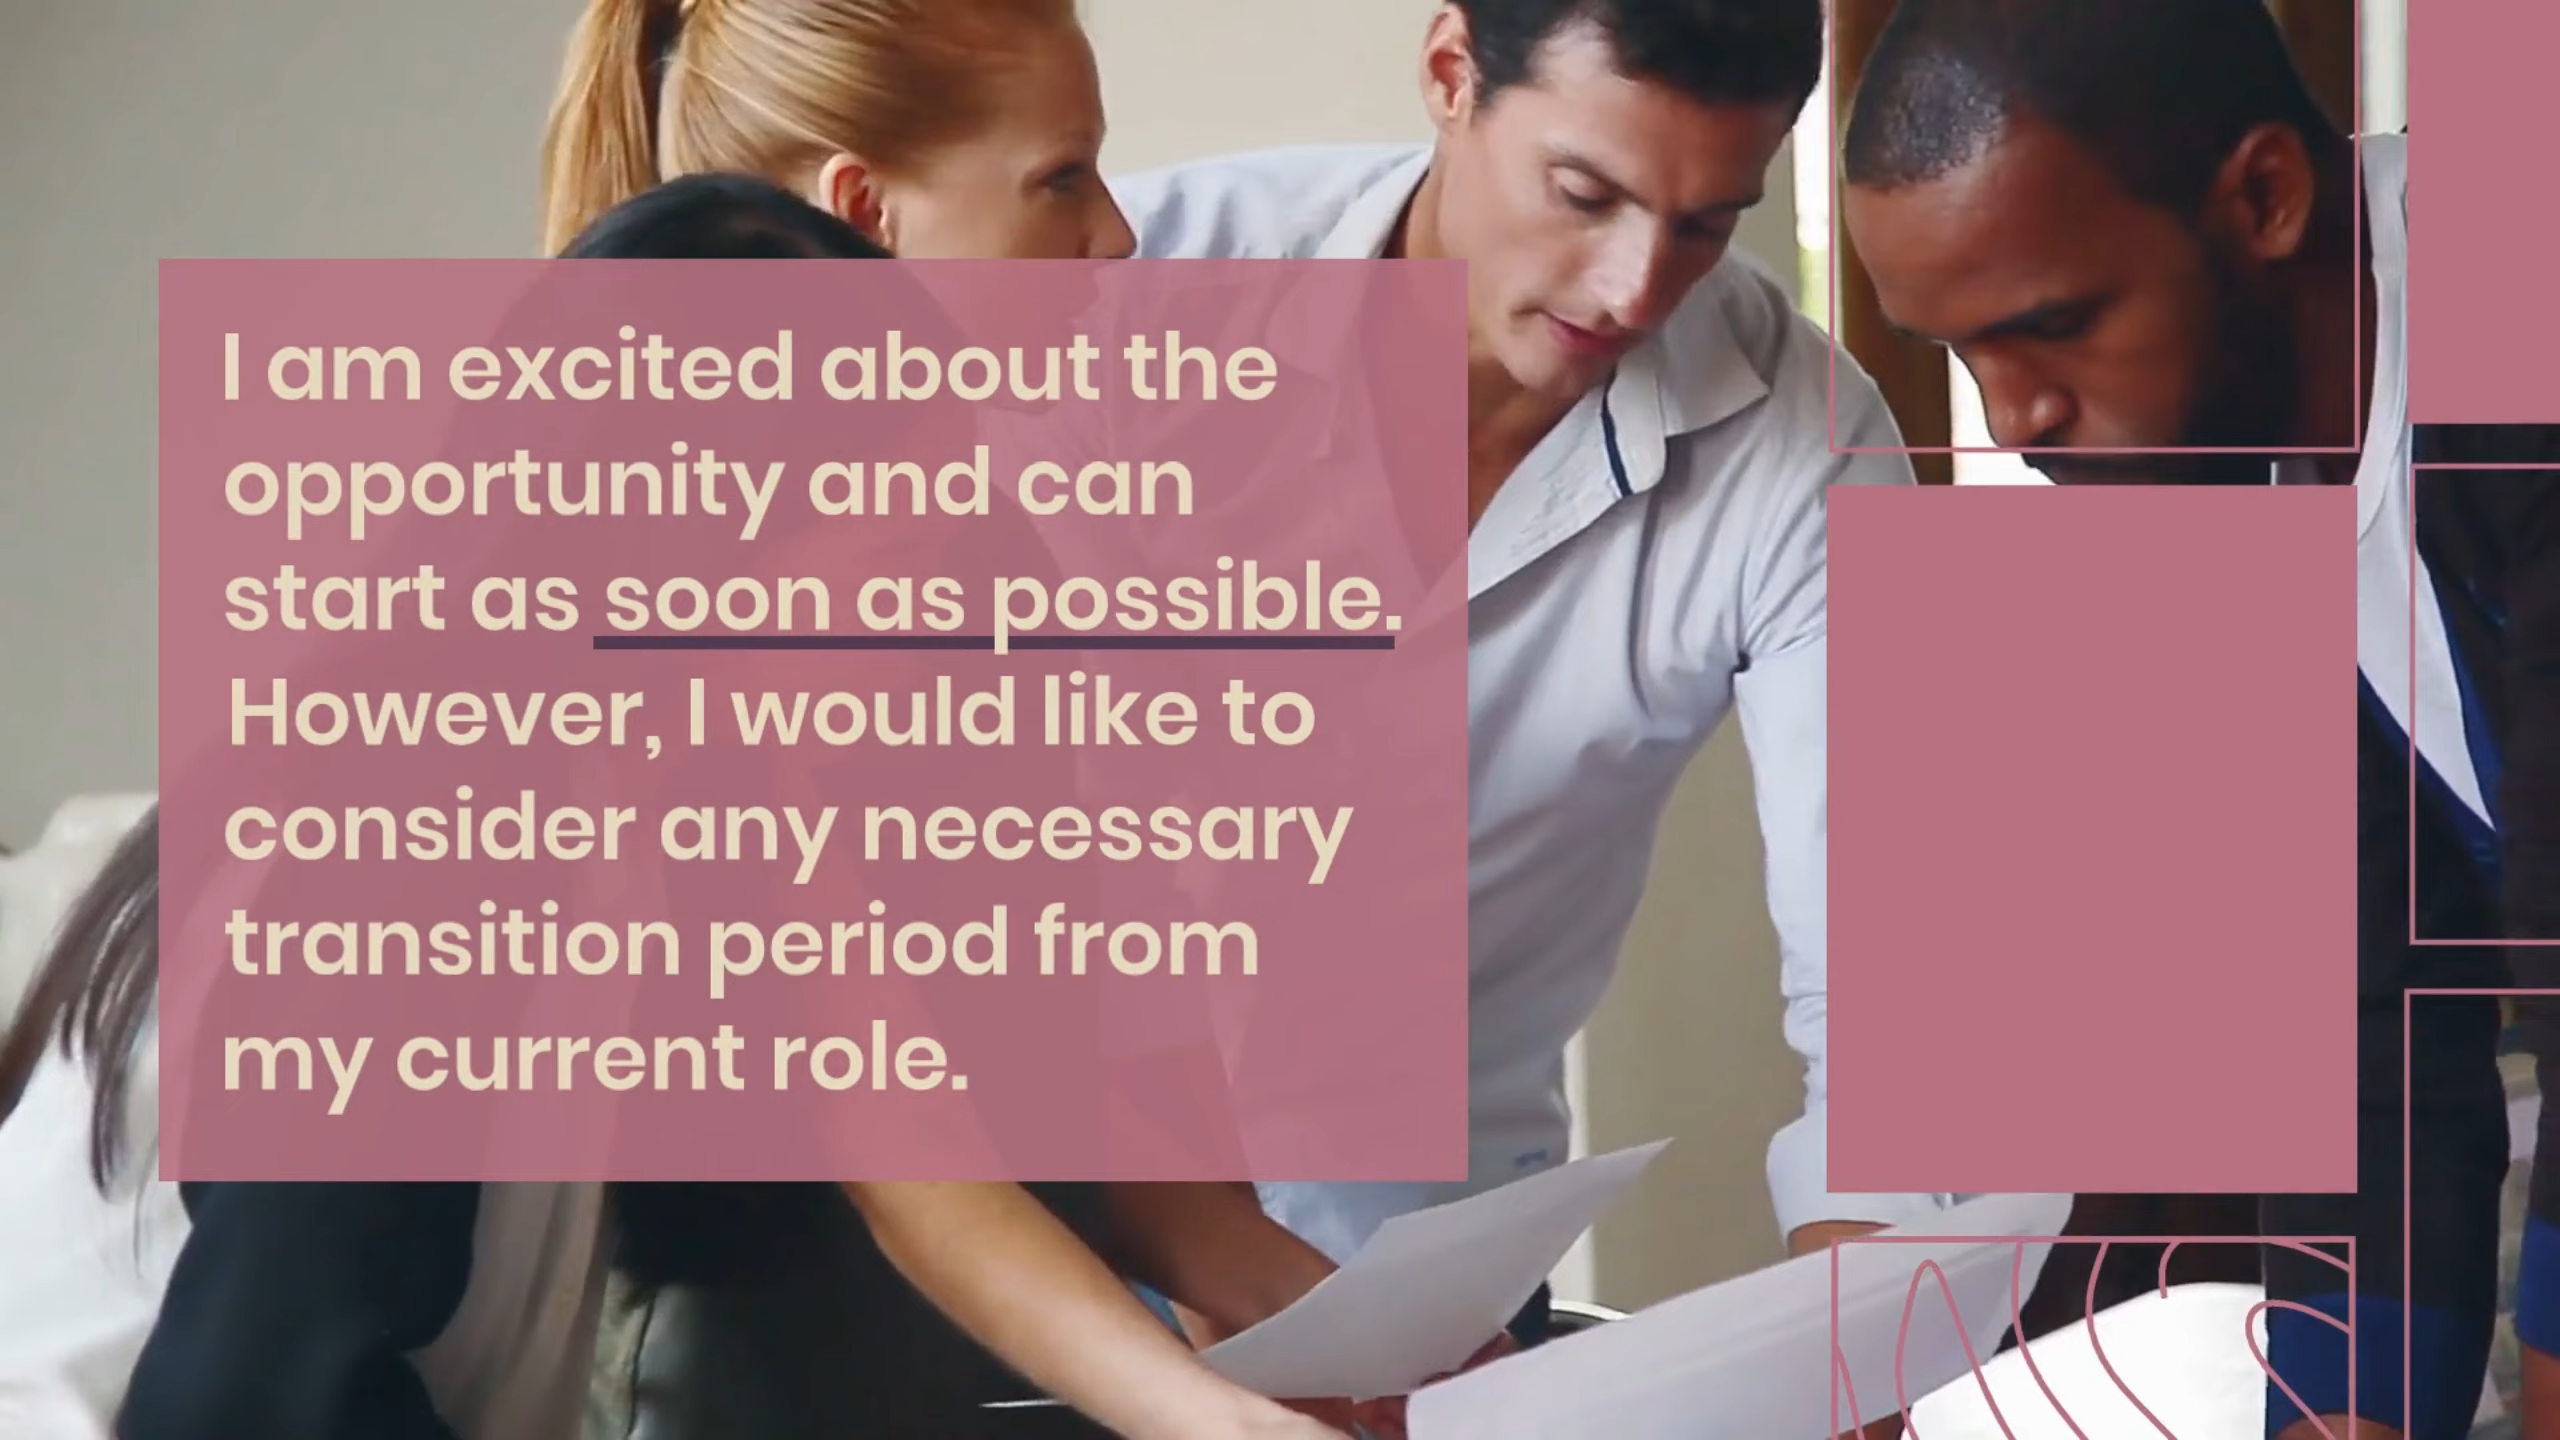 I am excited about the
opportunity and can
start as soon as possible.
However, I would like to
consider any necessary
transition period from
my current role.